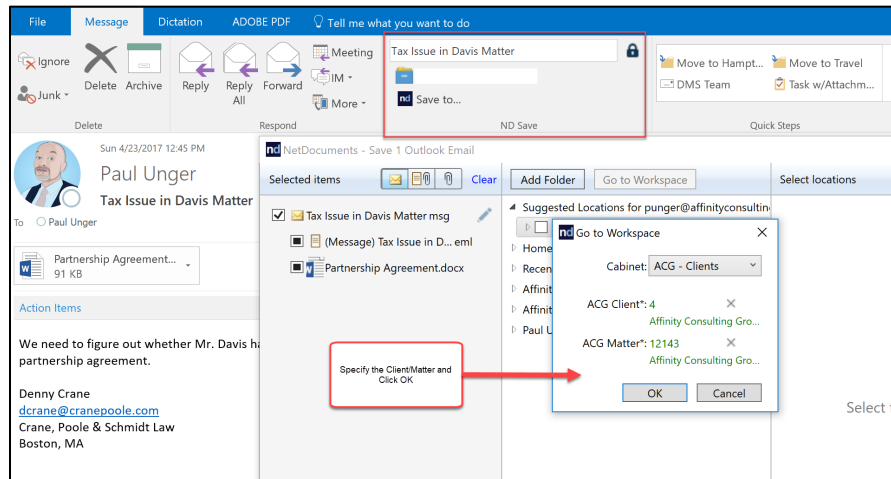 File Message Dictation ADOBE PDF Tell me what you want to do
Ignore
Junk
Delete Archive
Reply Reply All Forward
Meeting
IM
More
Tax Issue in Davis Matter
nd Save to...
Move to Hampt... Move to Travel
DMS Team Task w/Attachm...
Delete Respond ND Save Quick Steps
Sun 4/23/2017 12:45 PM
Paul Unger
Tax Issue in Davis Matter
To Paul Unger
Partnership Agreement...
91 KB
Action Items
We need to figure out whether Mr. Davis
partnership agreement.
Denny Crane
dcrane@cranepoole.com
Crane, Poole & Schmidt Law
Boston, MA
nd NetDocuments - Save 1 Outlook Email
Selected items Clear Add Folder Go to Workspace Select locations
Tax Issue in Davis Matter msg
(Message) Tax Issue in D... eml
Partnership Agreement.docx
Suggested Locations for punger@affinityconsultin
Home
Recen
Affinit
Affinit
Paul U
nd Go to Workspace
Cabinet: ACG - Clients
ACG Client*: 4
Affinity Consulting Gro...
ACG Matter*: 12143
Affinity Consulting Gro...
OK Cancel
Specify the Client/Matter and
Click OK
Select